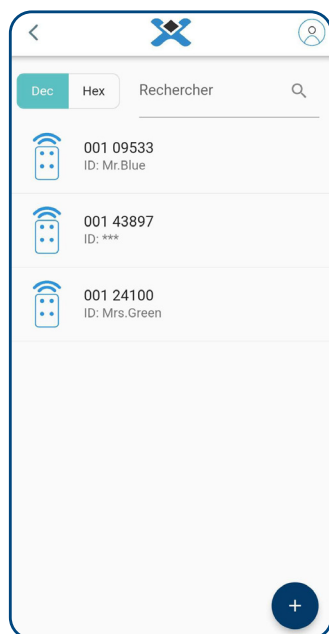 Dec
Hex
Rechercher
001 09533
ID: Mr.Blue
001 43897
ID: ***
001 24100
ID: Mrs.Green
+